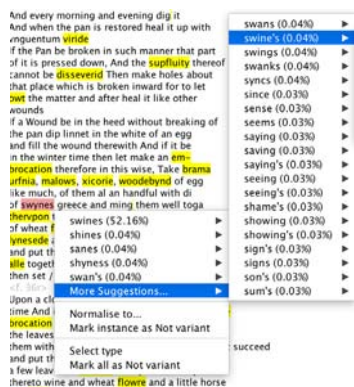 And every morning and evening dig it
And when the pan is restored heal it up with
vnguentum viride
If the Pan be broken in such manner that part
of it is pressed down, And the supfluity thereof
cannot be disseverid Then make holes about
that place which is broken inward for to let
owt the matter and after heal it like other
wounds
if a Wound be in the heed without breaking of
the pan dip linnet in the white of an egg
and fill the wound therewith And if it be
in the winter time then let make an em-
brocation therefore in this wise, Take brama
urfnia, malows, xicorie, woodebynd of egg
like much, of them al an handful with di
of swynes greece and ming them well toga
thervpon
of wheat
lynesede
and put th
alle togeth
then set /
Upon a clo
time And
brocation
the leaves
them with succeed
and put th
a few leav
thereto wine and wheat flowre and a little horse
swines (52.16%)
shines (0.04%)
sanes (0.04%)
shyness (0.04%)
swan's (0.04%)
More Suggestions...
Normalise to...
Mark instance as Not variant
Select type
Mark all as Not variant
swans (0.04%)
swine's (0.04%)
swings (0.04%)
swanks (0.04%)
syncs (0.04%)
since (0.03%)
sense (0.03%)
seems (0.03%)
saying (0.03%)
saving (0.03%)
saying's (0.03%)
seeing (0.03%)
seeing's (0.03%)
shame's (0.03%)
showing (0.03%)
showing's (0.03%)
sign's (0.03%)
signs (0.03%)
son's (0.03%)
sum's (0.03%)